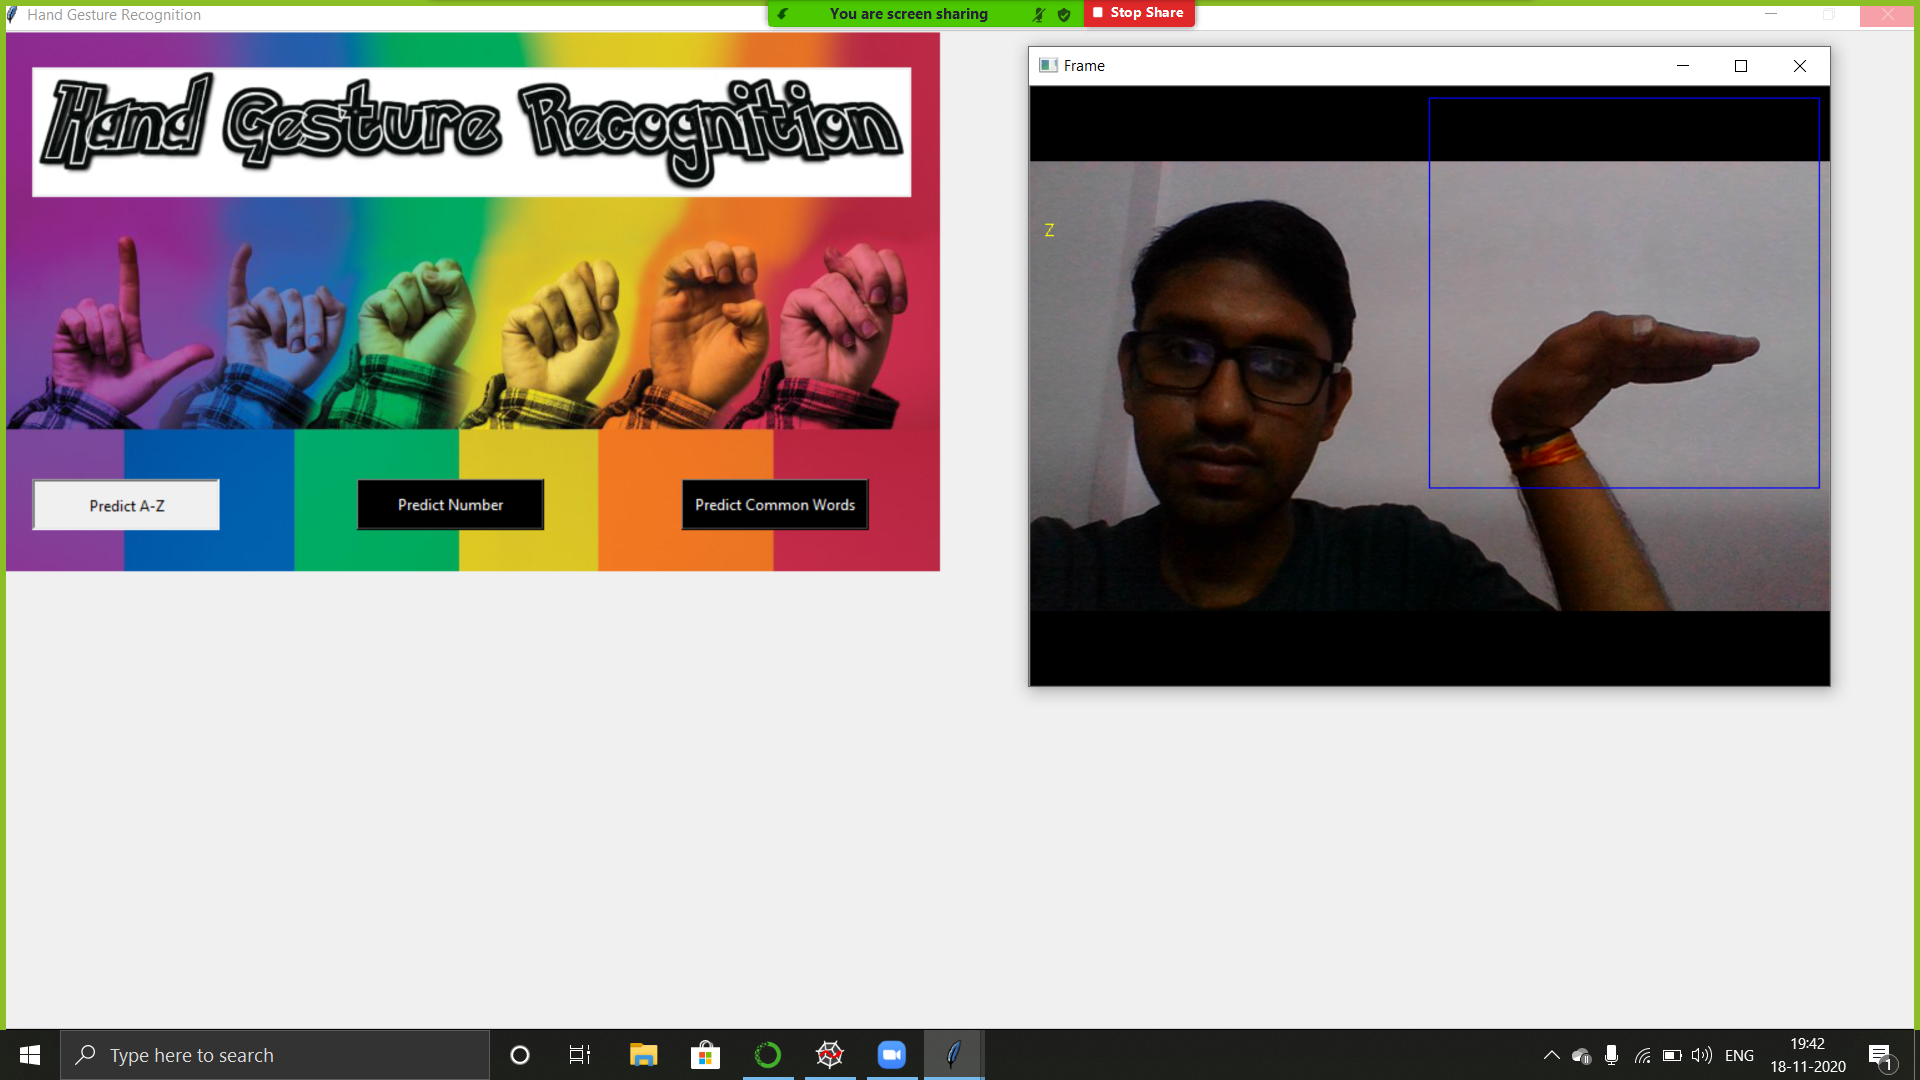 Hand Gesture Recognition
You are screen sharing
Stop Share
Hand Gesture Recognition
Predict A-Z
Predict Number
Predict Common Words
Frame
Z
Type here to search
ENG
19:42
18-11-2020
1